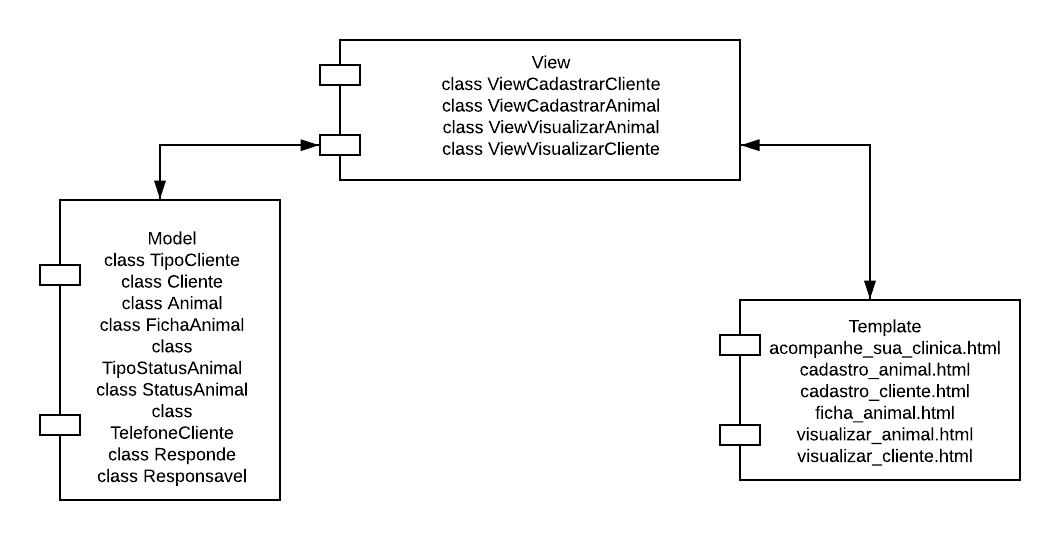 View
class ViewCadastrarCliente
class ViewCadastrarAnimal
class ViewVisualizarAnimal
class ViewVisualizarCliente
Model
class TipoCliente
class Cliente
class Animal
class FichaAnimal
class
TipoStatusAnimal
class StatusAnimal
class
TelefoneCliente
class Responde
class Responsavel
Template
acompanhe_sua_clinica.html
cadastro_animal.html
cadastro_cliente.html
ficha_animal.html
visualizar_animal.html
visualizar_cliente.html